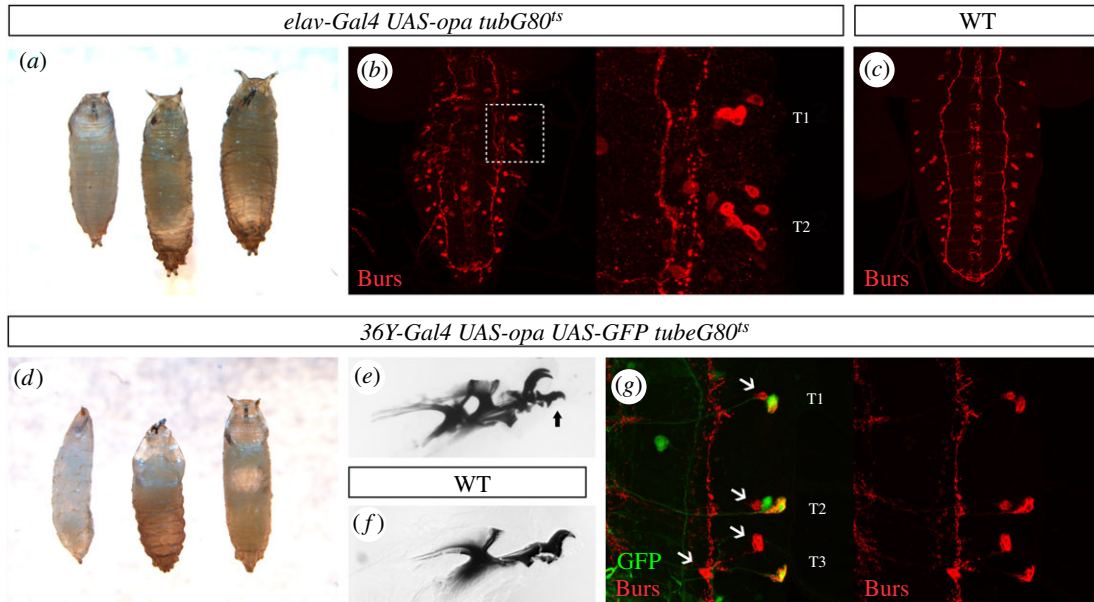 elav-Gal4 UAS-opa tubG80ts
WT
(a)
(b)
(c)
T1
T2
Burs
Burs
36Y-Gal4 UAS-opa UAS-GFP tubeG80ts
(d)
(e)
(g)
T1
WT
(f)
T2
T3
GFP
Burs
Burs